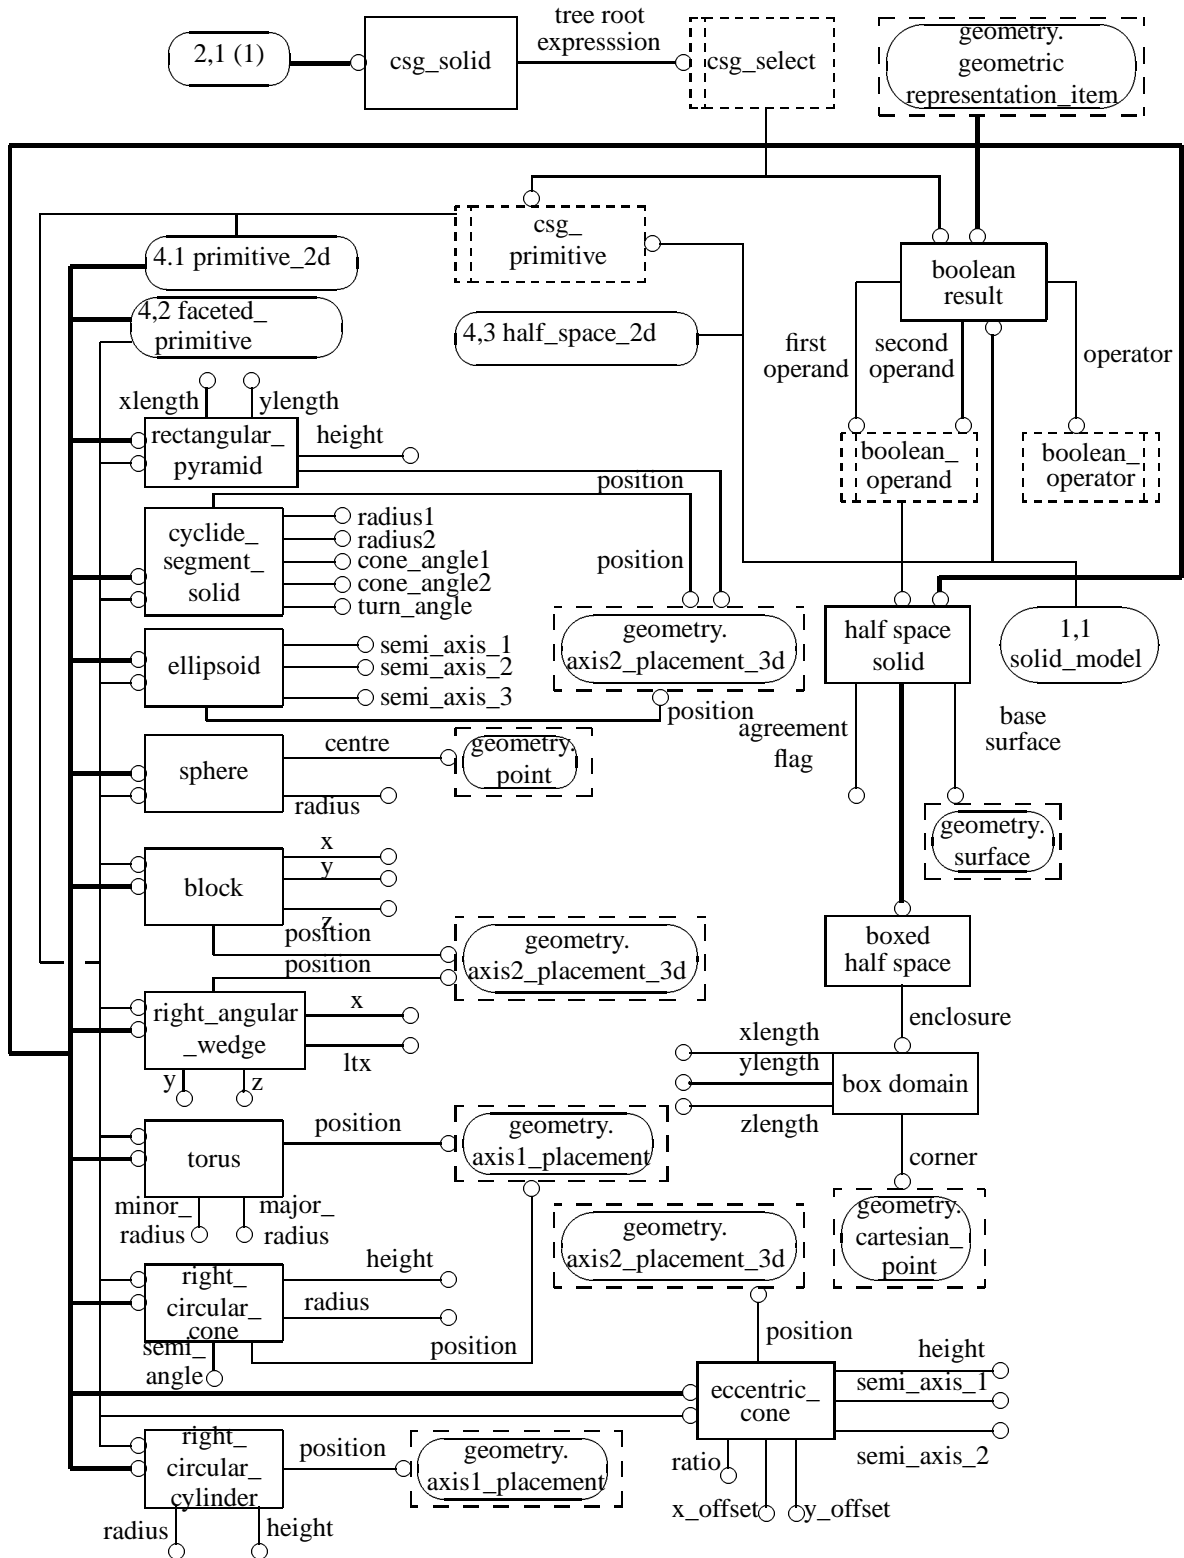 tree root
expresssion
2,1 (1)
csg_solid
csg_select
geometry.
geometric
representation_item
csg_
primitive
4.1 primitive_2d
boolean
result
4,2 faceted_
primitive
4,3 half_space_2d
first
operand
second
operand
operator
xlength
ylength
rectangular_
pyramid
height
boolean_
operand
boolean_
operator
position
cyclide_
segment_
solid
radius1
radius2
cone_angle1
cone_angle2
turn_angle
position
geometry.
axis2_placement_3d
half space
solid
1,1
solid_model
ellipsoid
semi_axis_1
semi_axis_2
semi_axis_3
position
agreement
flag
base
surface
sphere
centre
radius
geometry.
point
geometry.
surface
block
x
y
z
position
position
geometry.
axis2_placement_3d
boxed
half space
right_angular
_wedge
x
ltx
y
z
enclosure
xlength
ylength
zlength
box domain
torus
position
geometry.
axis1_placement
minor_
radius
major_
radius
corner
geometry.
cartesian_
point
geometry.
axis2_placement_3d
right_
circular_
cone
height
radius
semi_
angle
position
position
eccentric_
cone
height
semi_axis_1
semi_axis_2
ratio
x_offset
y_offset
right_
circular_
cylinder
position
geometry.
axis1_placement
radius
height